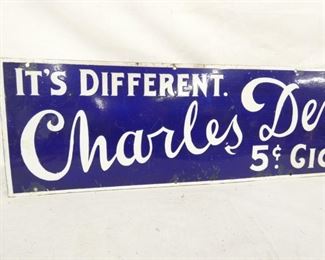 IT'S DIFFERENT.
Charles De
5¢ CIG